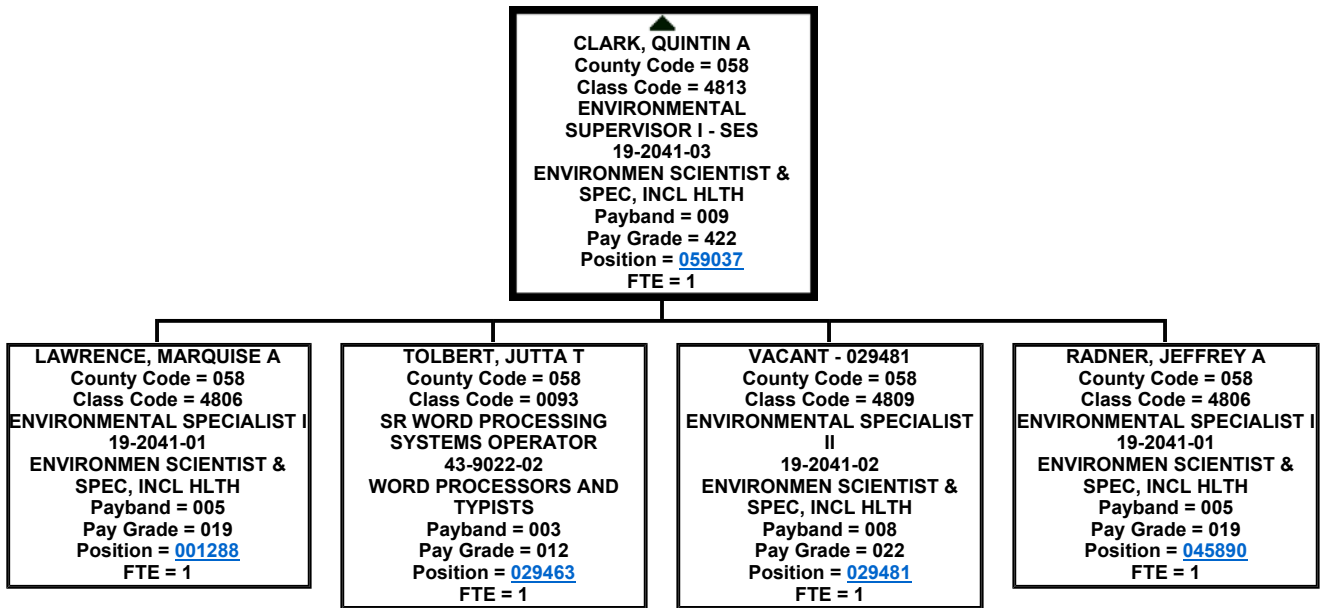 CLARK, QUINTIN A
County Code = 058
Class Code = 4813
ENVIRONMENTAL
SUPERVISOR I - SES
19-2041-03
ENVIRONMEN SCIENTIST &
SPEC, INCL HLTH
Payband = 009
Pay Grade = 422
Position = 059037
FTE = 1
LAWRENCE, MARQUISE A
County Code = 058
Class Code = 4806
ENVIRONMENTAL SPECIALIST I
19-2041-01
ENVIRONMEN SCIENTIST &
SPEC, INCL HLTH
Payband = 005
Pay Grade = 019
Position = 001288
FTE = 1
TOLBERT, JUTTA T
County Code = 058
Class Code = 0093
SR WORD PROCESSING
SYSTEMS OPERATOR
43-9022-02
WORD PROCESSORS AND
TYPISTS
Payband = 003
Pay Grade = 012
Position = 029463
FTE = 1
VACANT - 029481
County Code = 058
Class Code = 4809
ENVIRONMENTAL SPECIALIST
II
19-2041-02
ENVIRONMEN SCIENTIST &
SPEC, INCL HLTH
Payband = 008
Pay Grade = 022
Position = 029481
FTE = 1
RADNER, JEFFREY A
County Code = 058
Class Code = 4806
ENVIRONMENTAL SPECIALIST I
19-2041-01
ENVIRONMEN SCIENTIST &
SPEC, INCL HLTH
Payband = 005
Pay Grade = 019
Position = 045890
FTE = 1